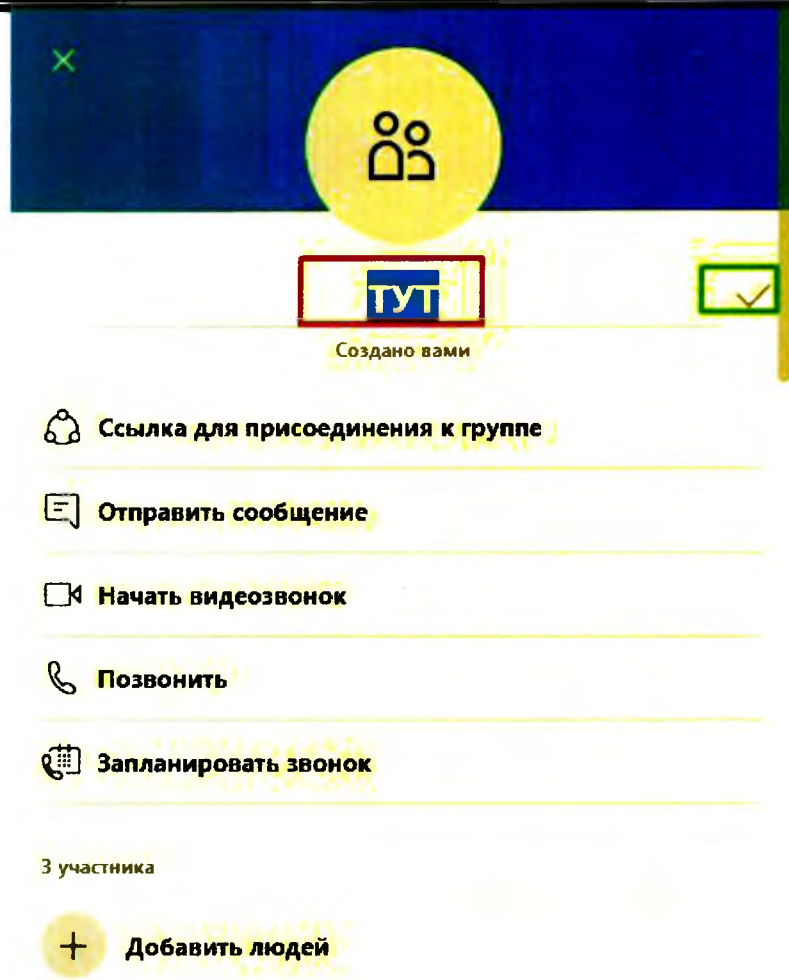 ТУТ
Создано вами
Ссылка для присоединения к группе
Отправить сообщение
Начать видеозвонок
Позвонить
Запланировать звонок
3 участника
Добавить людей